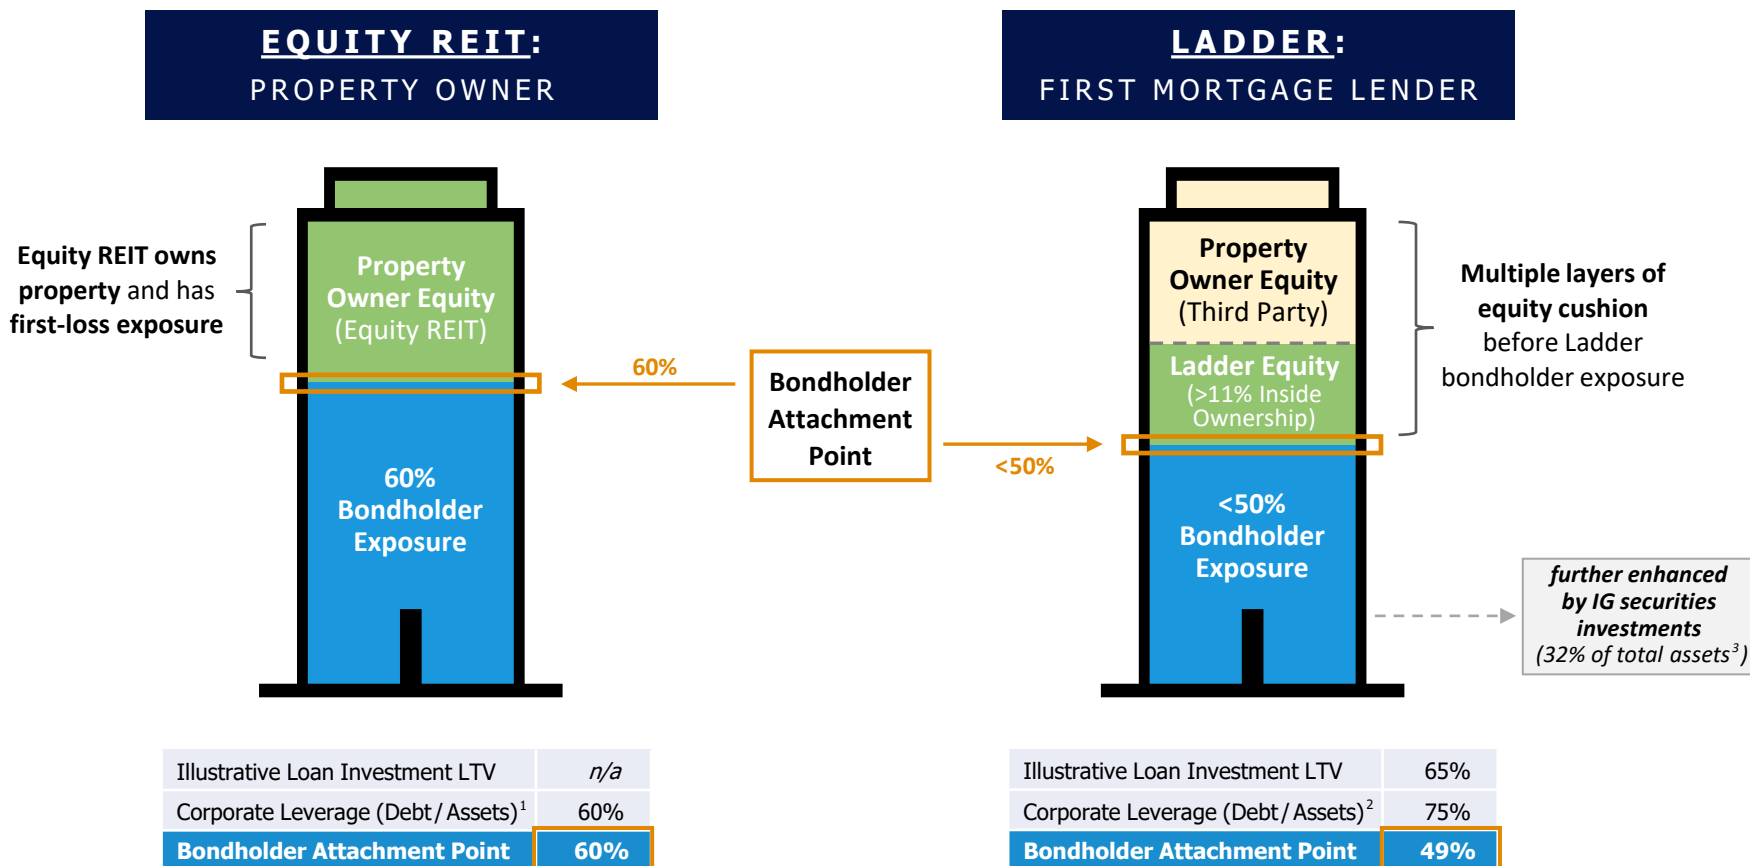 EQUITY REIT:
PROPERTY OWNER
LADDER:
FIRST MORTGAGE LENDER
Equity REIT owns
property and has
first-loss exposure
Property
Owner Equity
(Equity REIT)
60%
Bondholder
Exposure
60%
Bondholder
Attachment
Point
<50%
Property
Owner Equity
(Third Party)
Ladder Equity
(>11% Inside
Ownership)
<50%
Bondholder
Exposure
Multiple layers of
equity cushion
before Ladder
bondholder exposure
further enhanced
by IG securities
investments
(32% of total assets³)
Illustrative Loan Investment LTV n/a
Corporate Leverage (Debt/Assets)¹ 60%
Bondholder Attachment Point 60%
Illustrative Loan Investment LTV 65%
Corporate Leverage (Debt/Assets)² 75%
Bondholder Attachment Point 49%